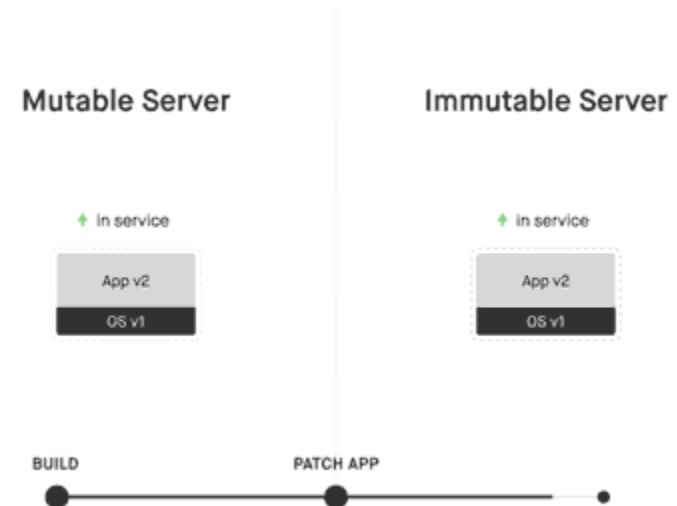 Mutable Server
Immutable Server
in service
in service
App v2
App v2
OS v1
OS v1
BUILD
PATCH APP